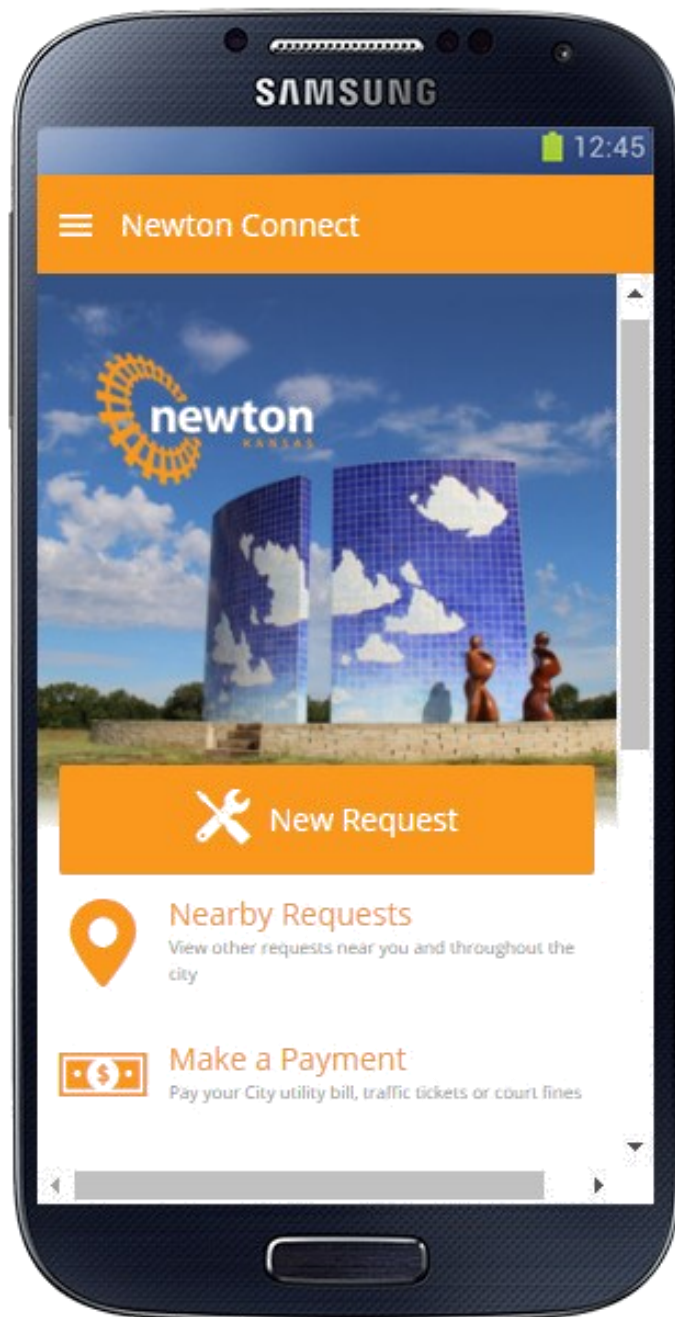 SAMSUNG
12:45
Newton Connect
newton
KANSAS
New Request
Nearby Requests
View other requests near you and throughout the
city
$
Make a Payment
Pay your City utility bill, traffic tickets or court fines